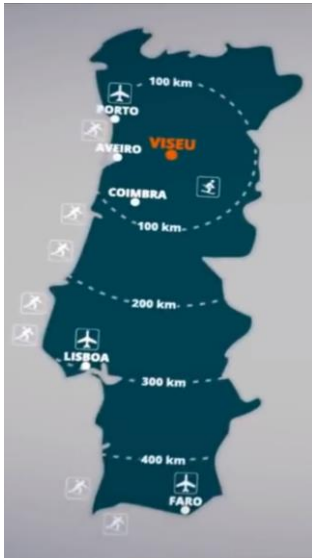 100 km
PORTO
VISEU
AVEIRO
COIMBRA
100 km
200 km
LISBOA
300 km
400 km
FARO